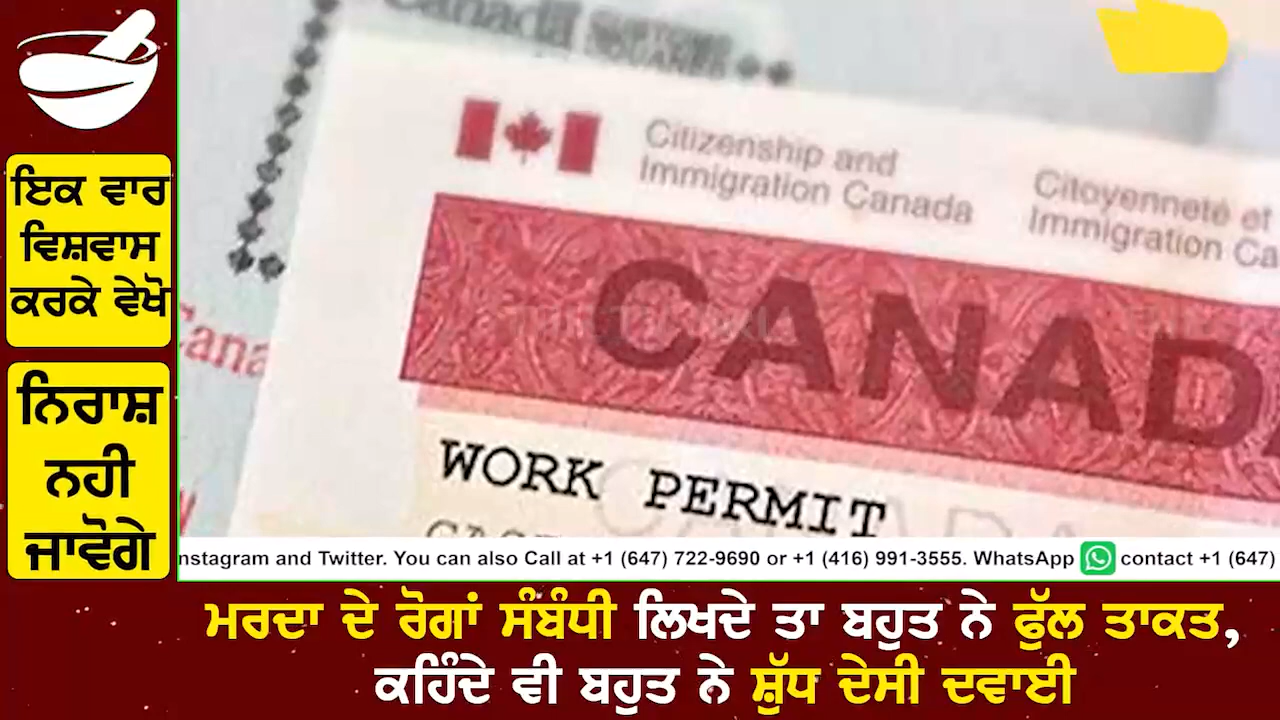 ਇਕ ਵਾਰ
ਵਿਸ਼ਵਾਸ
ਕਰਕੇ ਵੇਖੋ
ਨਿਰਾਸ਼
ਨਹੀ
ਜਾਵੋਗੇ
Canada
Citizenship and
Immigration Canada
Citoyenneté et
Immigration Ca
CANADA
WORK PERMIT
nstagram and Twitter. You can also Call at +1 (647) 722-9690 or +1 (416) 991-3555. WhatsApp contact +1 (647)
ਮਰਦਾ ਦੇ ਰੋਗਾਂ ਸੰਬੰਧੀ ਲਿਖਦੇ ਤਾ ਬਹੁਤ ਨੇ ਫੁੱਲ ਤਾਕਤ,
ਕਹਿੰਦੇ ਵੀ ਬਹੁਤ ਨੇ ਸ਼ੁੱਧ ਦੇਸੀ ਦਵਾਈ